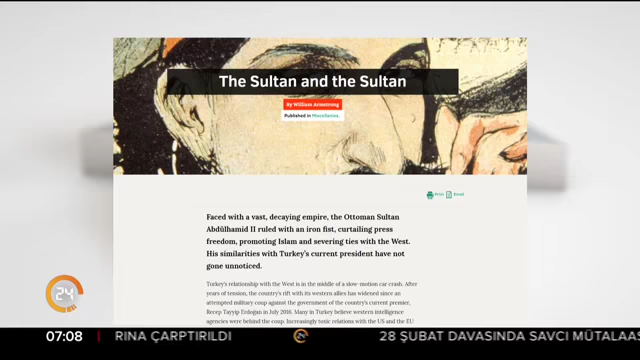 The Sultan and the Sultan
By William Armstrong
Published in Miscellanea.
Print Email
Faced with a vast, decaying empire, the Ottoman Sultan
Abdülhamid II ruled with an iron fist, curtailing press
freedom, promoting Islam and severing ties with the West.
His similarities with Turkey's current president have not
gone unnoticed.
Turkey's relationship with the West is in the middle of a slow-motion car crash. After
years of tension, the country's rift with its western allies has widened since an
attempted military coup against the government of the country's current premier,
Recep Tayyip Erdoğan in July 2016. Many in Turkey believe western intelligence
agencies were behind the coup. Increasingly toxic relations with the US and the EU
24
07:08
RINA ÇARPTIRILDI
28 ŞUBAT DAVASINDA SAVCI MÜTALAA